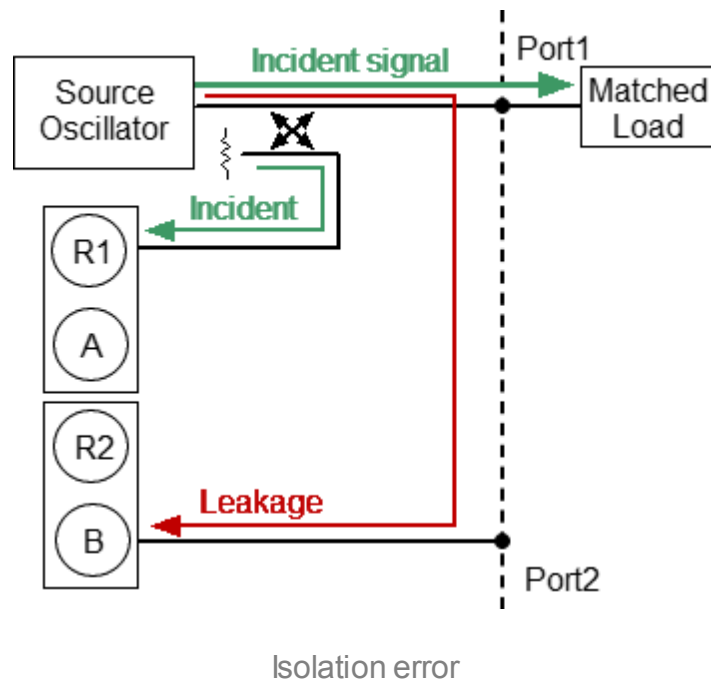 Incident signal
Port1
Source
Oscillator
Matched
Load
Incident
R1
A
R2
Leakage
B
Port2
Isolation error